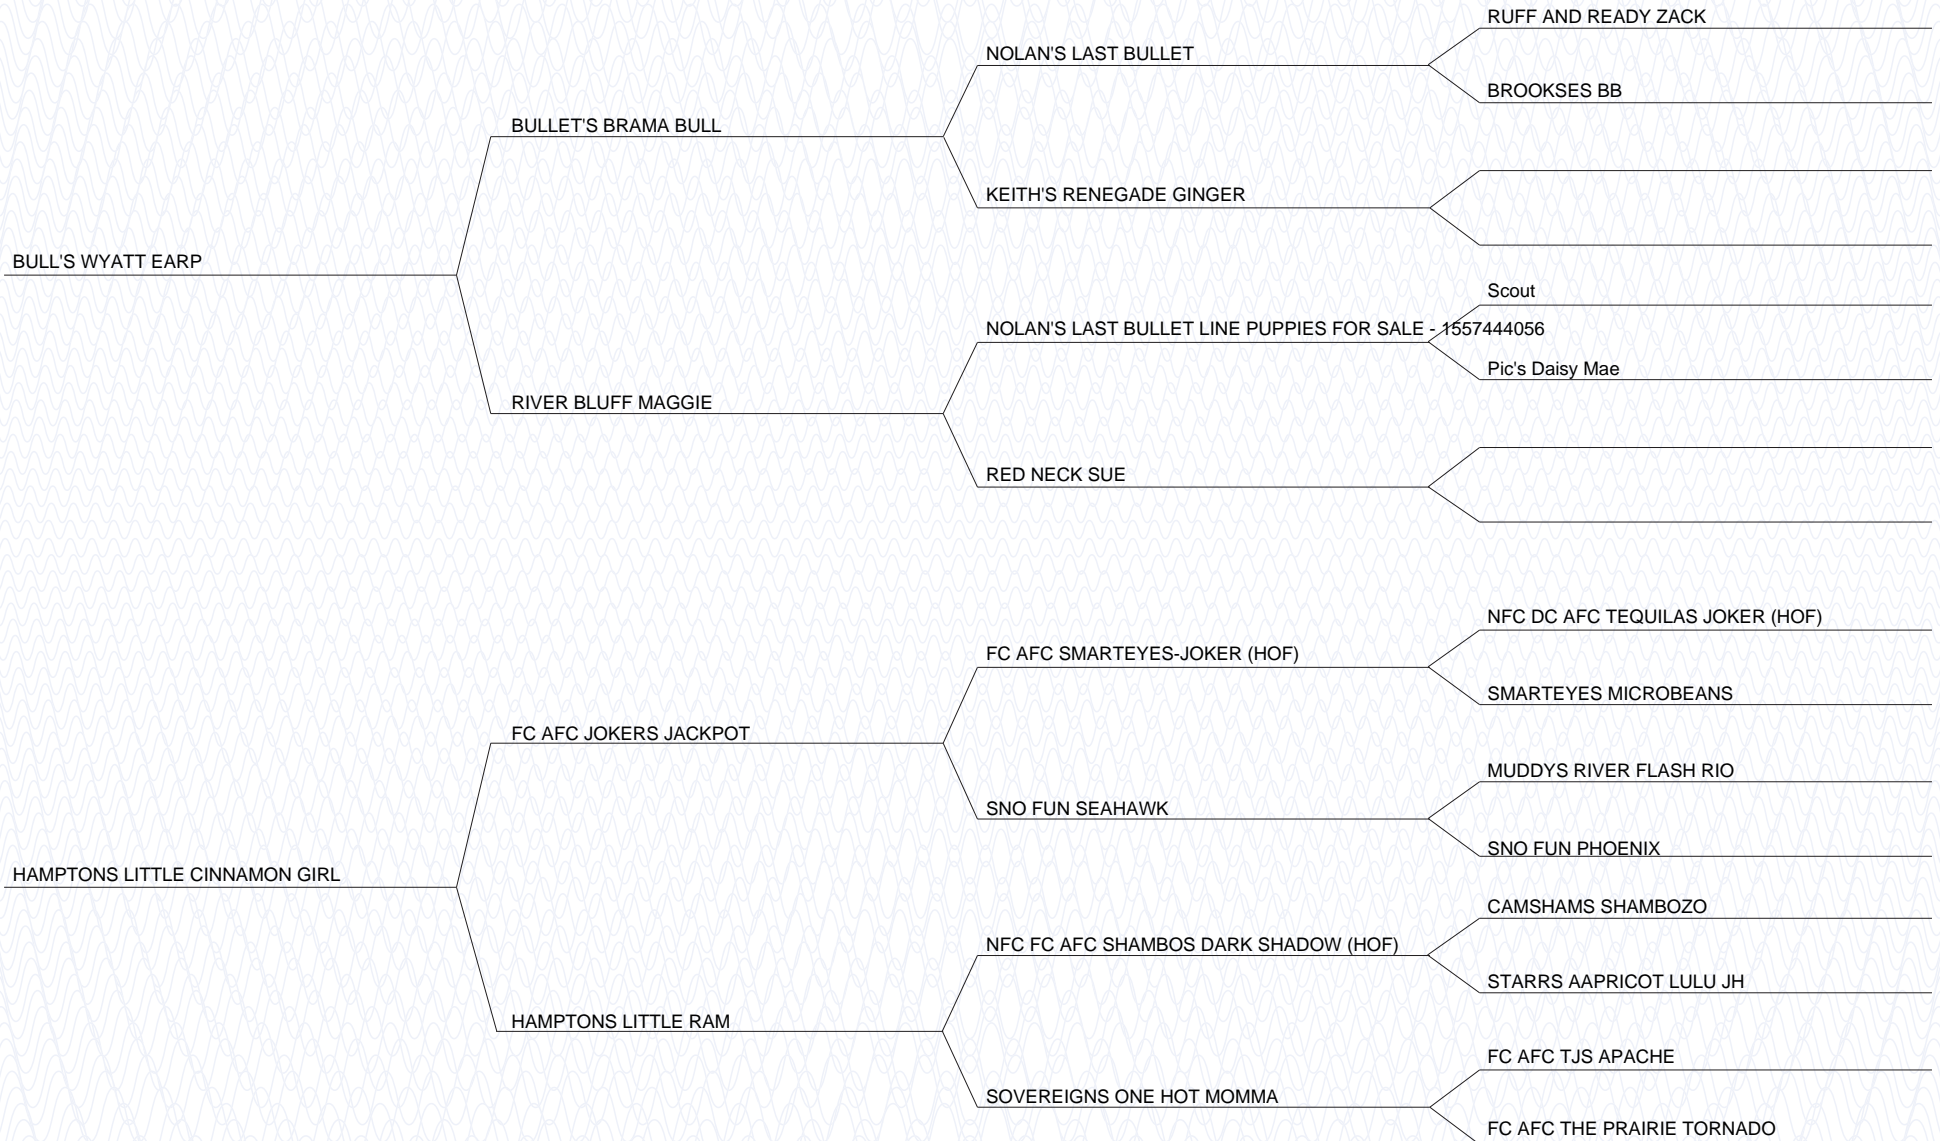 RUFF AND READY ZACK
NOLAN'S LAST BULLET
BROOKSES BB
BULLET'S BRAMA BULL
KEITH'S RENEGADE GINGER
BULL'S WYATT EARP
Scout
NOLAN'S LAST BULLET LINE PUPPIES FOR SALE - 1557444056
Pic's Daisy Mae
RIVER BLUFF MAGGIE
RED NECK SUE
NFC DC AFC TEQUILAS JOKER (HOF)
FC AFC SMARTEYES-JOKER (HOF)
SMARTEYES MICROBEANS
FC AFC JOKERS JACKPOT
MUDDYS RIVER FLASH RIO
SNO FUN SEAHAWK
SNO FUN PHOENIX
HAMPTONS LITTLE CINNAMON GIRL
CAMSHAMS SHAMBOZO
NFC FC AFC SHAMBOS DARK SHADOW (HOF)
STARRS AAPRICOT LULU JH
HAMPTONS LITTLE RAM
FC AFC TJS APACHE
SOVEREIGNS ONE HOT MOMMA
FC AFC THE PRAIRIE TORNADO